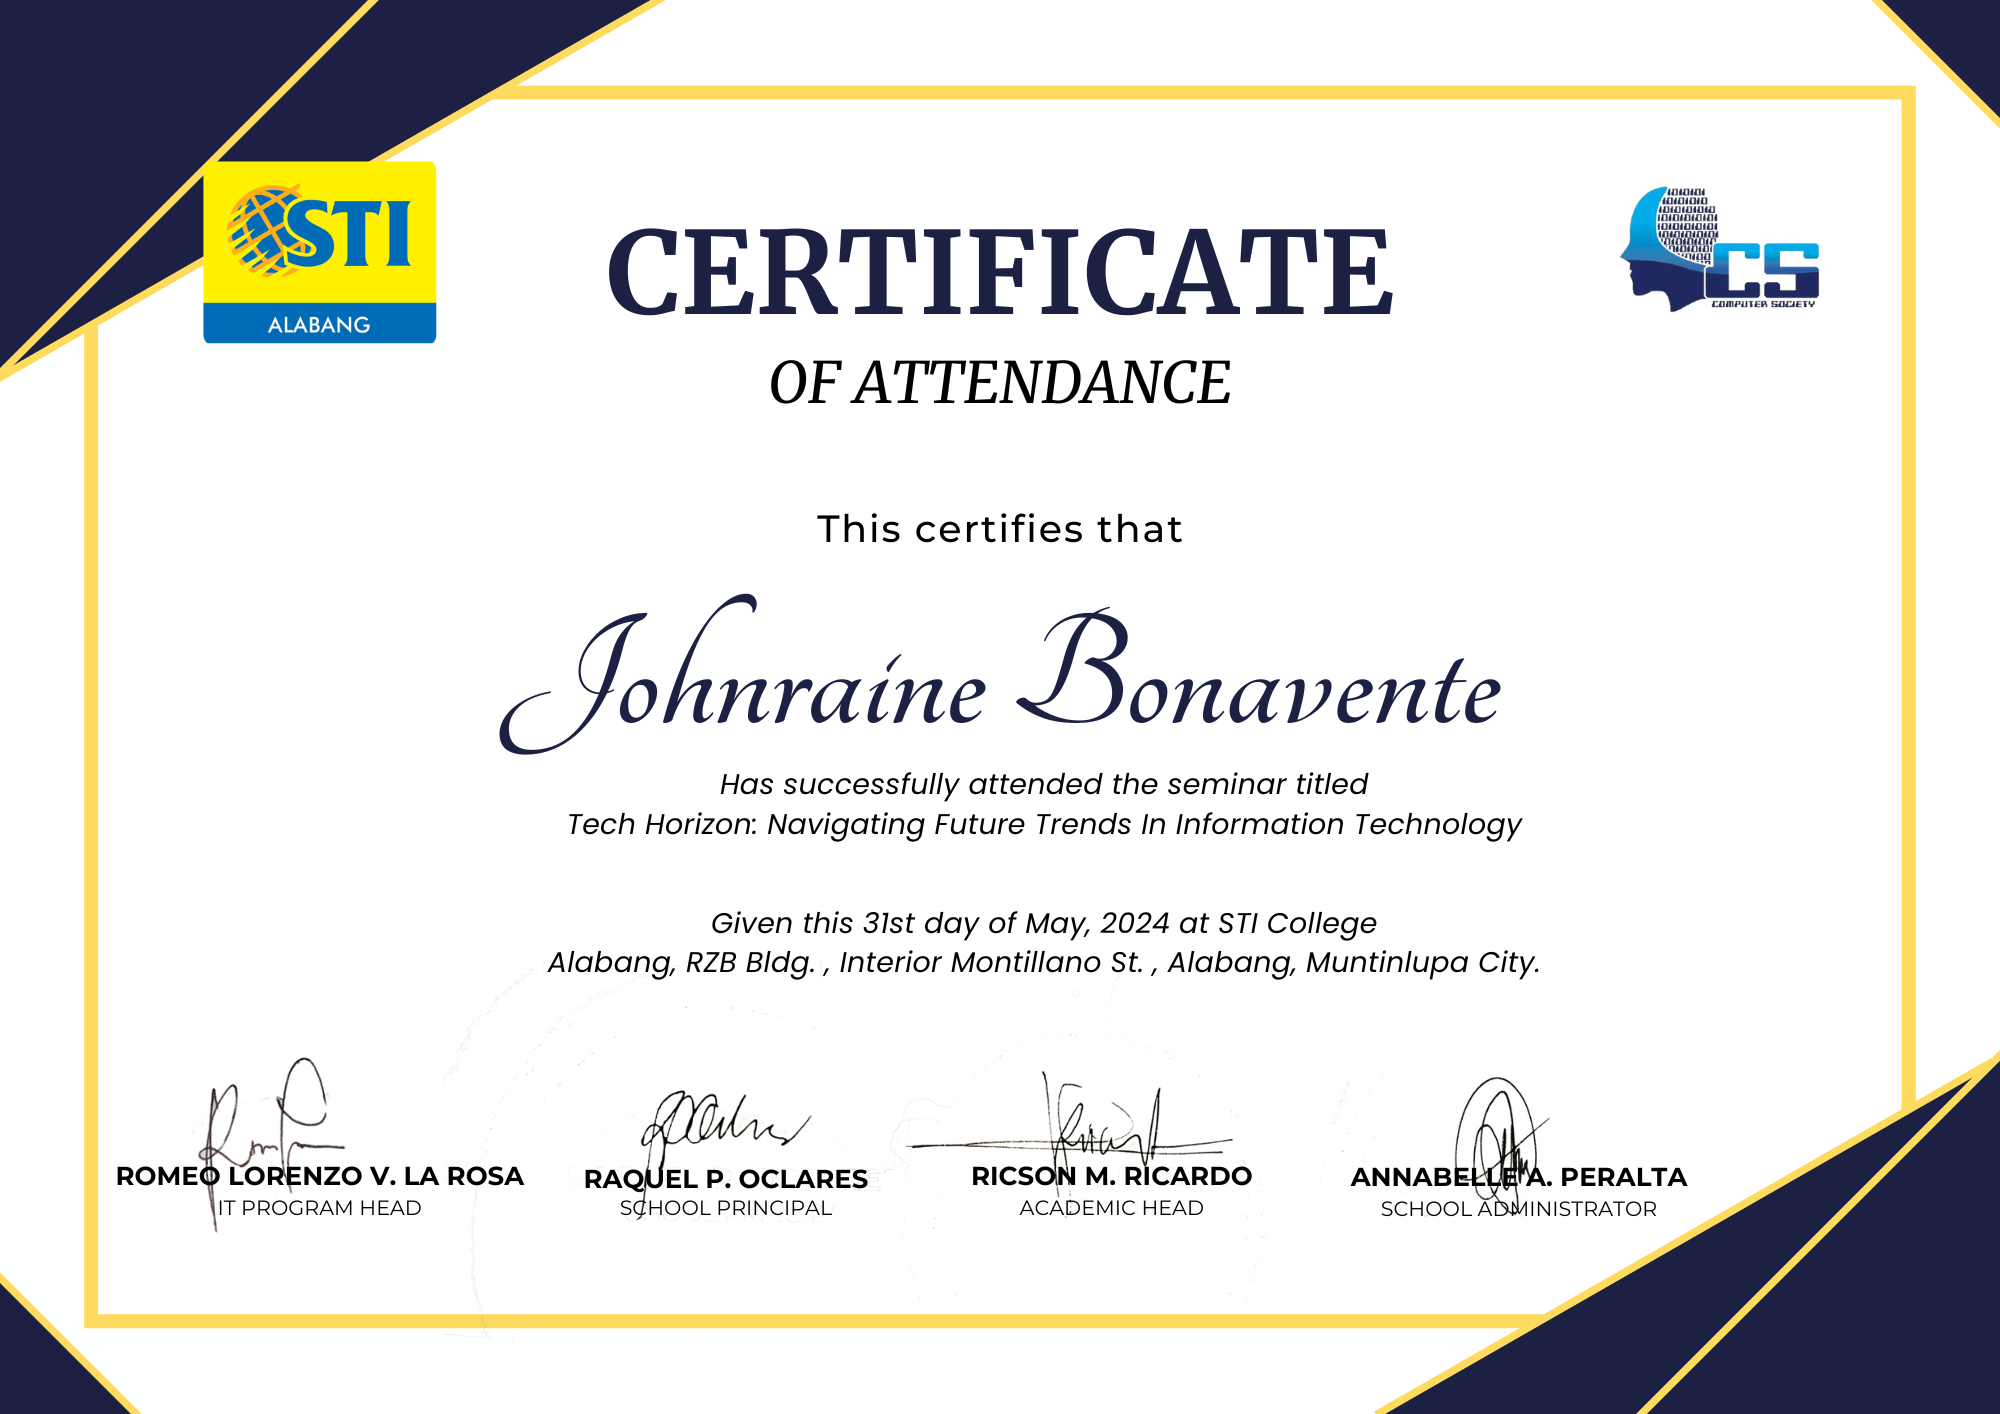 STI
ALABANG
CS
COMPUTER SOCIETY
CERTIFICATE
OF ATTENDANCE
This certifies that
Johnraine Bonavente
Has successfully attended the seminar titled
Tech Horizon: Navigating Future Trends In Information Technology
Given this 31st day of May, 2024 at STI College
Alabang, RZB Bldg. , Interior Montillano St. , Alabang, Muntinlupa City.
ROMEO LORENZO V. LA ROSA
IT PROGRAM HEAD
RAQUEL P. OCLARES
SCHOOL PRINCIPAL
RICSON M. RICARDO
ACADEMIC HEAD
ANNABELLE A. PERALTA
SCHOOL ADMINISTRATOR